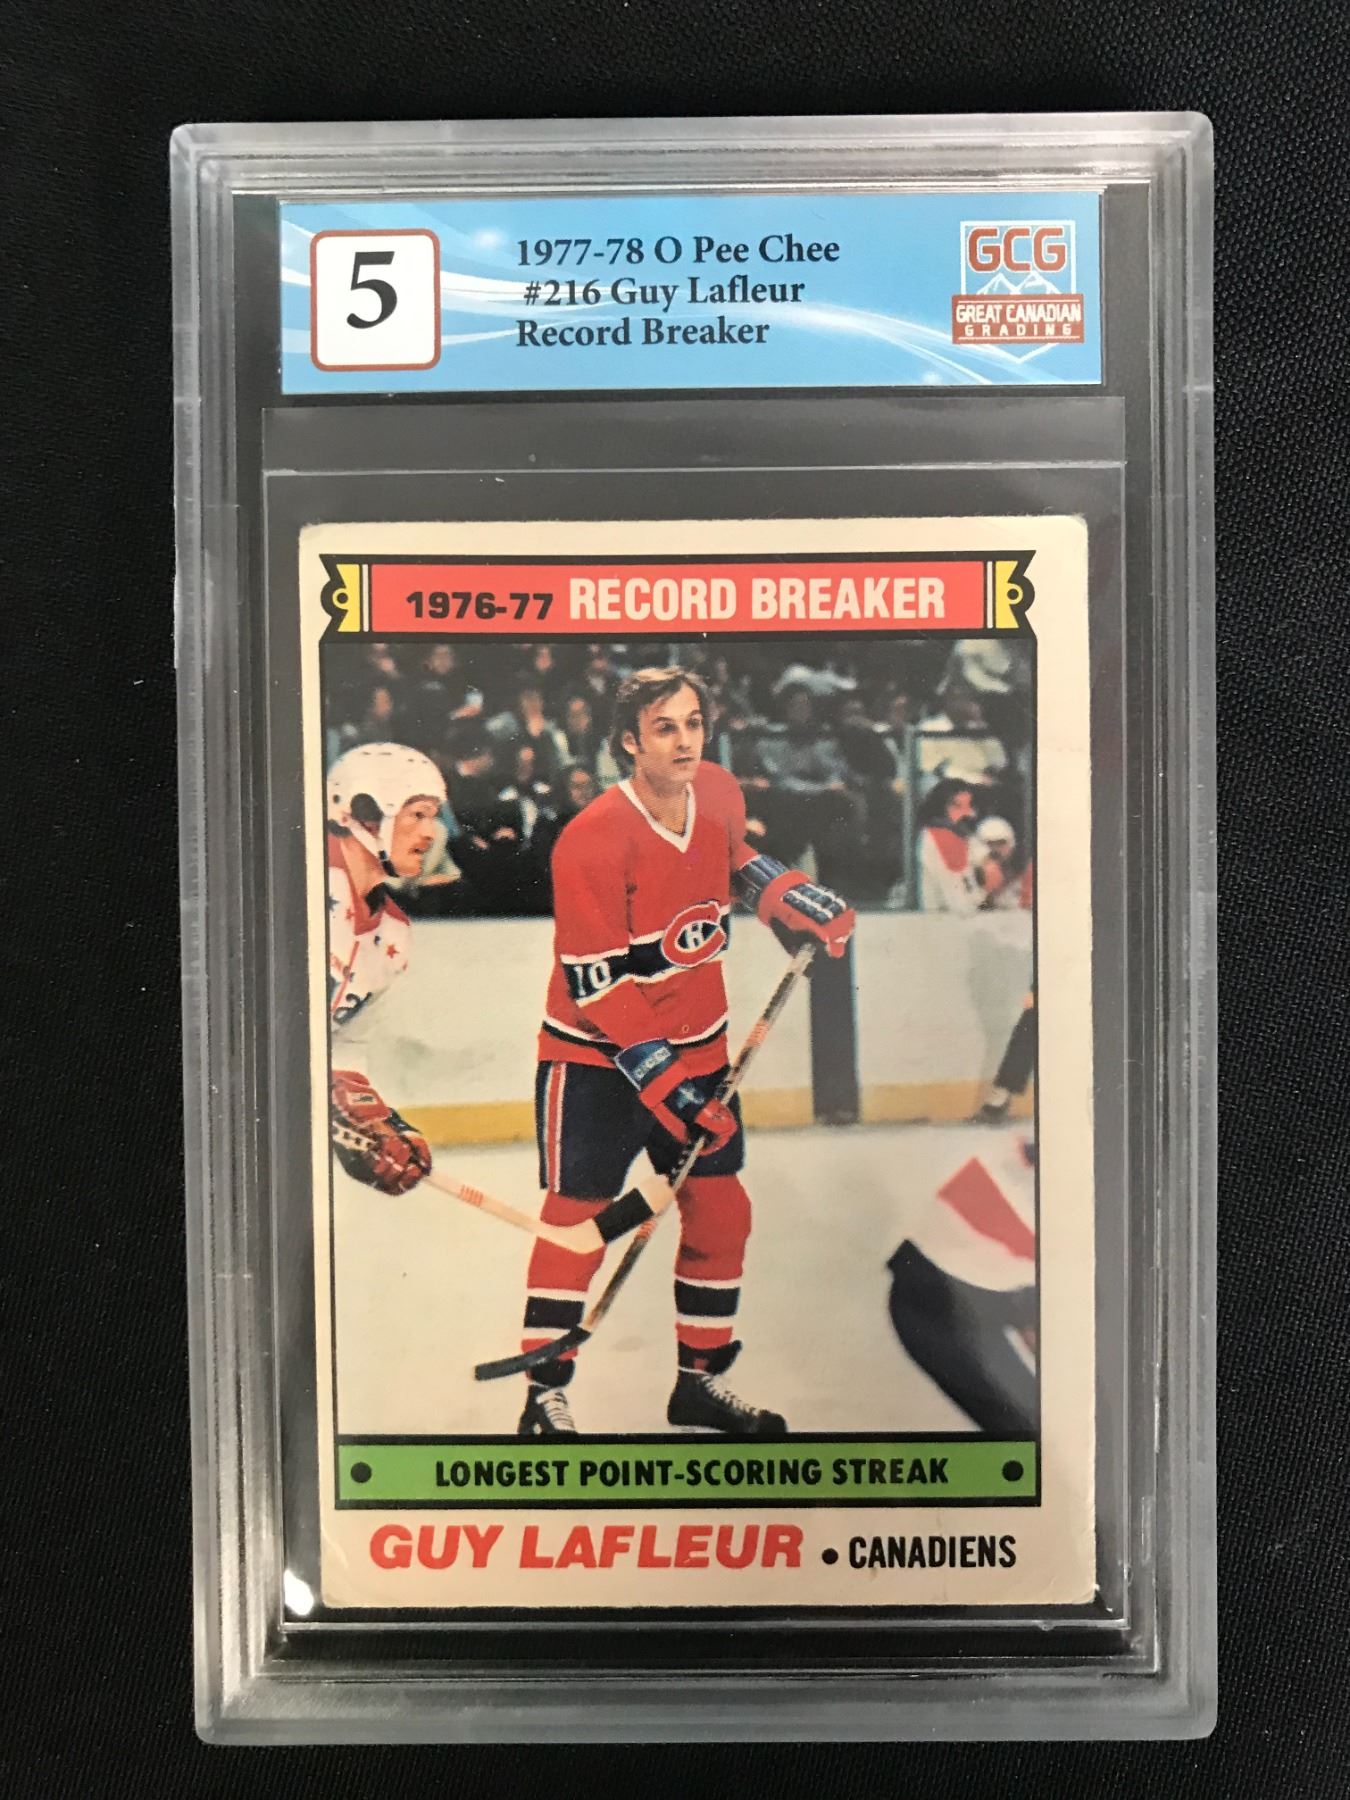 5
1977-78 O Pee Chee
#216 Guy Lafleur
Record Breaker
GCG
GREAT CANADIAN
GRADING
1976-77 RECORD BREAKER
10
LONGEST POINT-SCORING STREAK
GUY LAFLEUR • CANADIENS